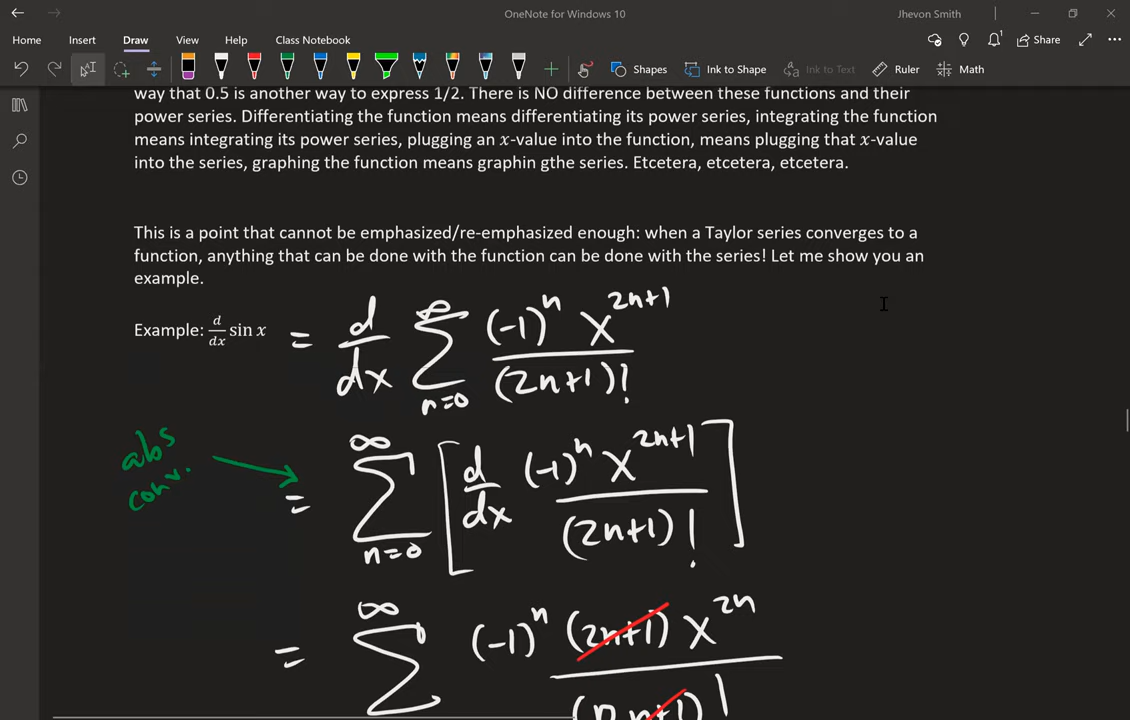 OneNote for Windows 10
Jhevon Smith
Home Insert Draw View Help Class Notebook
Share
Shapes Ink to Shape Ink to Text Ruler Math
way that 0.5 is another way to express 1/2. There is NO difference between these functions and their
power series. Differentiating the function means differentiating its power series, integrating the function
means integrating its power series, plugging an x-value into the function, means plugging that x-value
into the series, graphing the function means graphin gthe series. Etcetera, etcetera, etcetera.
This is a point that cannot be emphasized/re-emphasized enough: when a Taylor series converges to a
function, anything that can be done with the function can be done with the series! Let me show you an
example.
Example: d/dx sin x = d/dx ∑_{n=0}^{∞} (-1)^n x^{2n+1} / (2n+1)!
abs
conv.
= ∑_{n=0}^{∞} [ d/dx (-1)^n x^{2n+1} / (2n+1)! ]
= ∑^{∞} (-1)^n (2n+1) x^{2n}